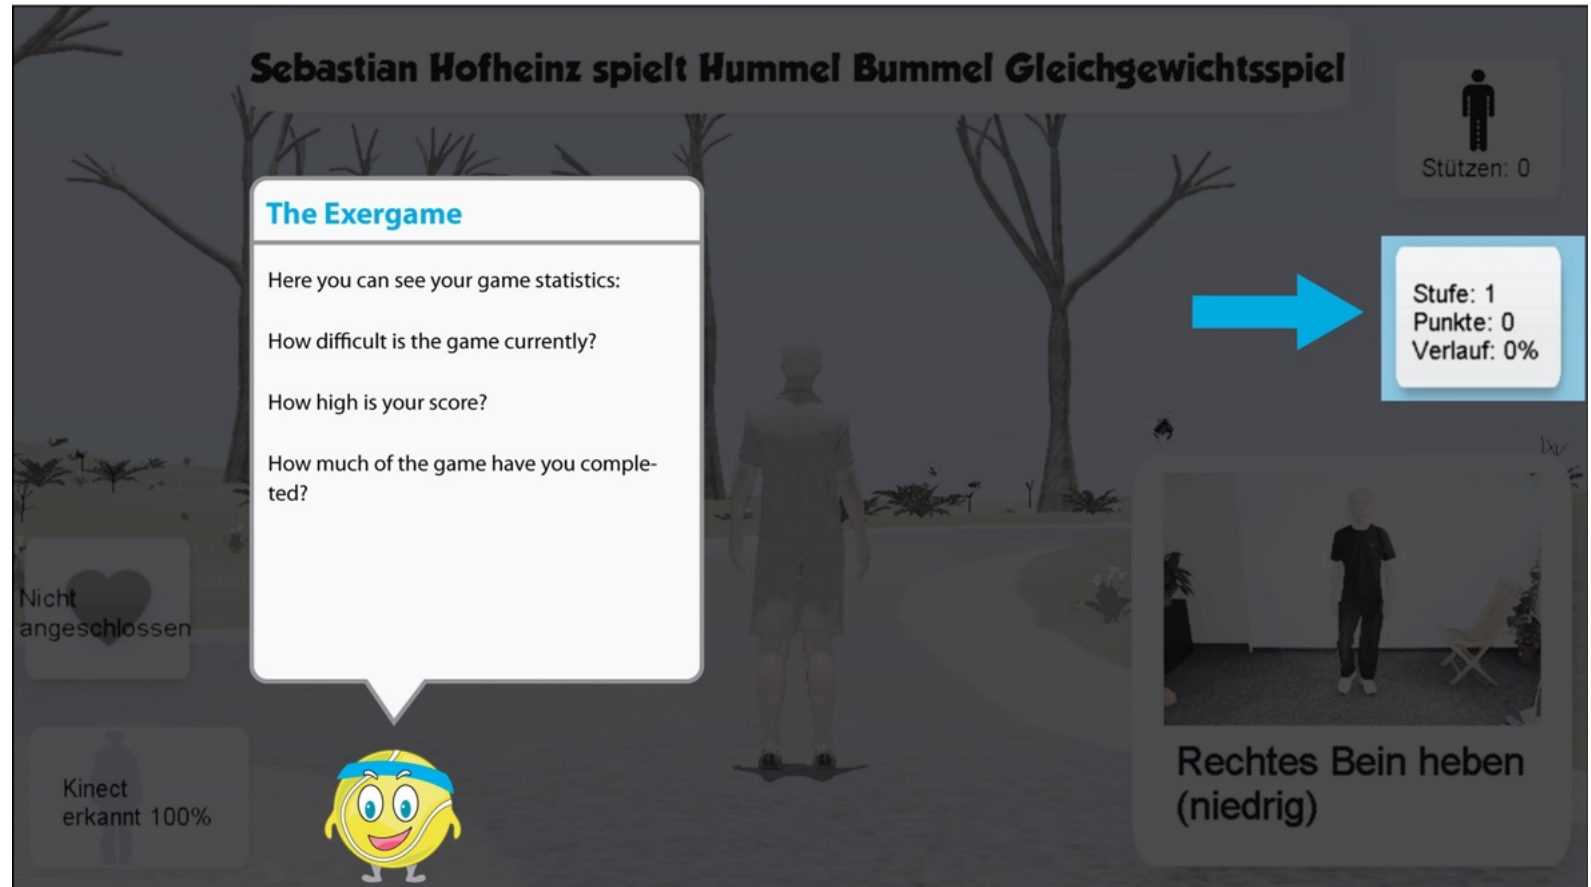 Sebastian Hofheinz spielt Hummel Bummel Gleichgewichtsspiel
Stützen: 0
The Exergame
Here you can see your game statistics:
How difficult is the game currently?
How high is your score?
How much of the game have you comple-
ted?
Stufe: 1
Punkte: 0
Verlauf: 0%
Nicht
angeschlossen
Kinect
erkannt 100%
Rechtes Bein heben
(niedrig)